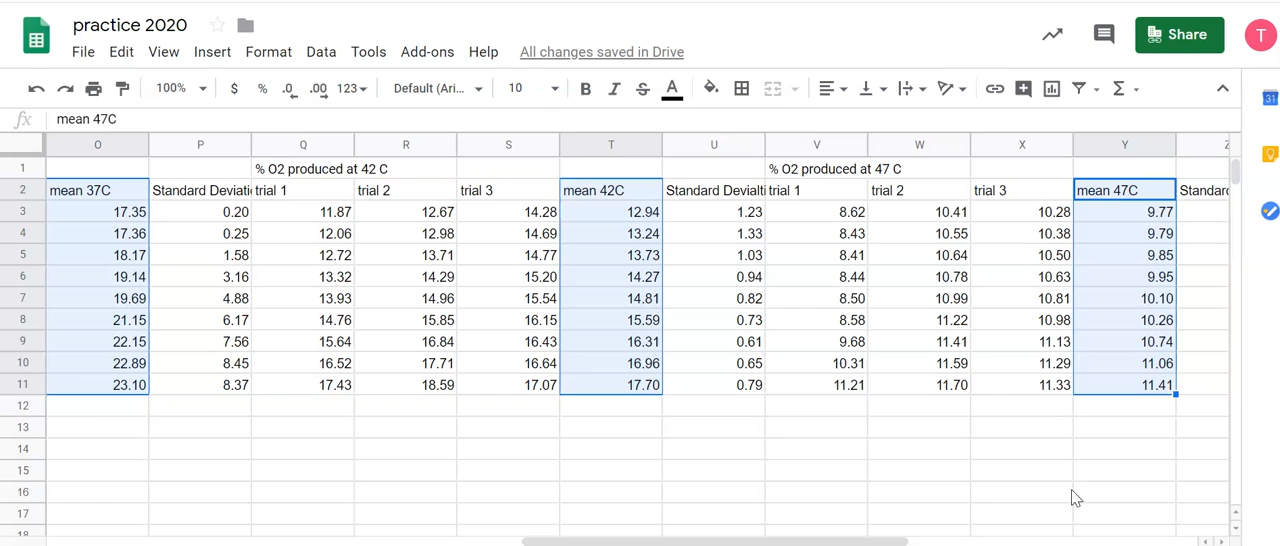 practice 2020
File Edit View Insert Format Data Tools Add-ons Help All changes saved in Drive
Share T
100% $ % .0 .00 123 Default (Ari... 10 B I S A
31
fx mean 47C
O P Q R S T U V W X Y Z
1 % O2 produced at 42 C % O2 produced at 47 C
2 mean 37C Standard Deviati trial 1 trial 2 trial 3 mean 42C Standard Devialti trial 1 trial 2 trial 3 mean 47C Standard
3 17.35 0.20 11.87 12.67 14.28 12.94 1.23 8.62 10.41 10.28 9.77
4 17.36 0.25 12.06 12.98 14.69 13.24 1.33 8.43 10.55 10.38 9.79
5 18.17 1.58 12.72 13.71 14.77 13.73 1.03 8.41 10.64 10.50 9.85
6 19.14 3.16 13.32 14.29 15.20 14.27 0.94 8.44 10.78 10.63 9.95
7 19.69 4.88 13.93 14.96 15.54 14.81 0.82 8.50 10.99 10.81 10.10
8 21.15 6.17 14.76 15.85 16.15 15.59 0.73 8.58 11.22 10.98 10.26
9 22.15 7.56 15.64 16.84 16.43 16.31 0.61 9.68 11.41 11.13 10.74
10 22.89 8.45 16.52 17.71 16.64 16.96 0.65 10.31 11.59 11.29 11.06
11 23.10 8.37 17.43 18.59 17.07 17.70 0.79 11.21 11.70 11.33 11.41
12
13
14
15
16
17
18